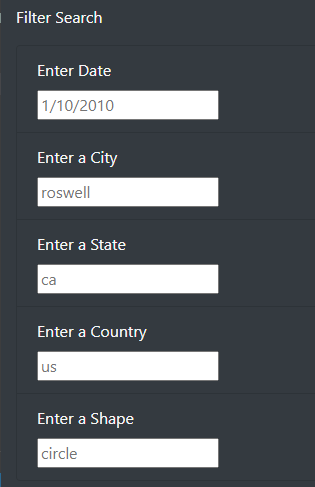 Filter Search
Enter Date
1/10/2010
Enter a City
roswell
Enter a State
ca
Enter a Country
us
Enter a Shape
circle